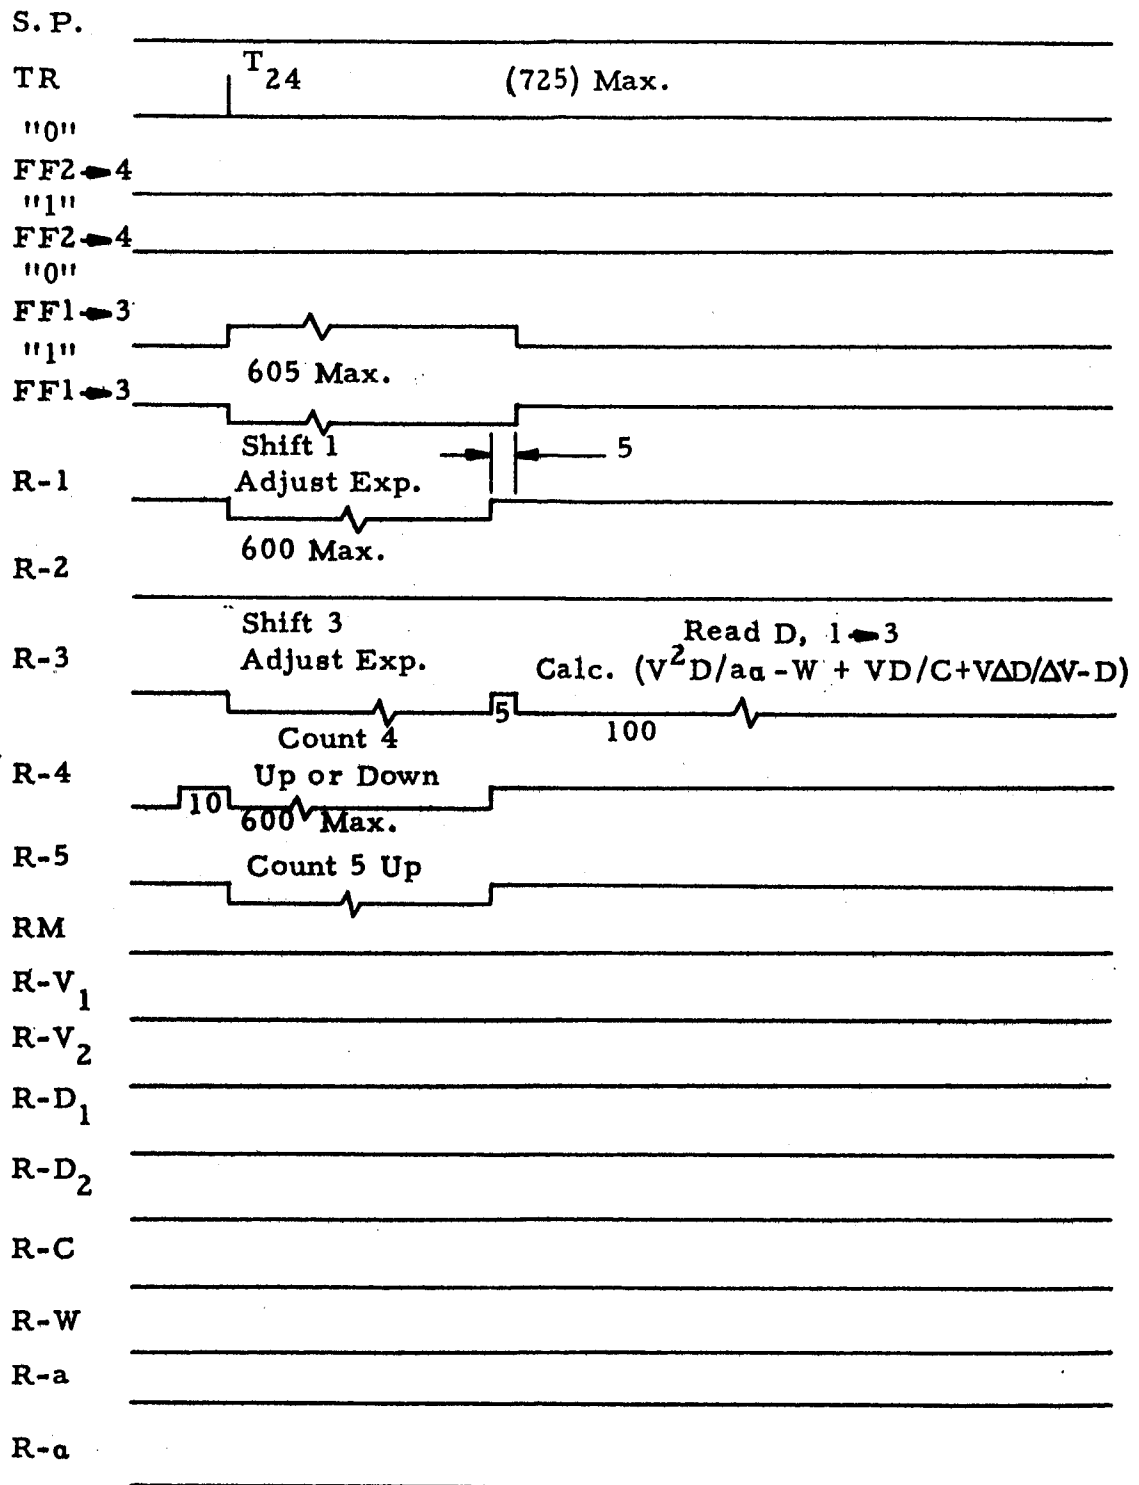 S.P.
TR T24 (725) Max.
"0"
FF2➡4
"1"
FF2➡4
"0"
FF1➡3
"1"
605 Max.
FF1➡3
Shift 1 5
R-1 Adjust Exp.
600 Max.
R-2
Shift 3 Read D, 1➡3
R-3 Adjust Exp. Calc. (V²D/aα-W + VD/C+VΔD/ΔV-D)
5 100
Count 4
R-4 Up or Down
10 600 Max.
R-5 Count 5 Up
RM
R-V1
R-V2
R-D1
R-D2
R-C
R-W
R-a
R-α